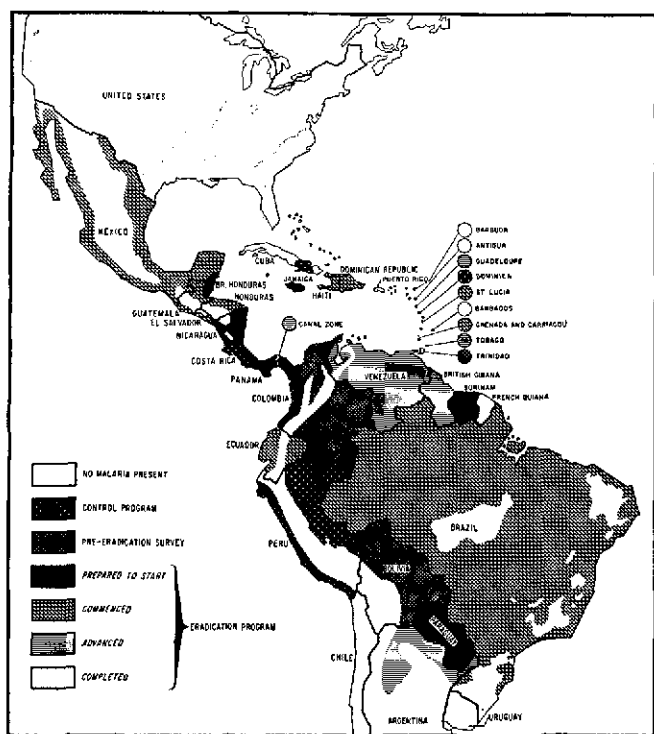 UNITED STATES
MÉXICO
CUBA
JAMAICA
HAITI
DOMINICAN REPUBLIC
PUERTO RICO
BR. HONDURAS
HONDURAS
GUATEMALA
EL SALVADOR
NICARAGUA
COSTA RICA
PANAMA
CANAL ZONE
BARBUDA
ANTIGUA
GUADELOUPE
DOMINICA
ST LUCIA
BARBADOS
GRENADA AND CARRIACOU
TOBAGO
TRINIDAD
COLOMBIA
VENEZUELA
BRITISH GUIANA
SURINAM
FRENCH GUIANA
ECUADOR
PERU
BRAZIL
BOLIVIA
PARAGUAY
CHILE
ARGENTINA
URUGUAY
NO MALARIA PRESENT
CONTROL PROGRAM
PRE-ERADICATION SURVEY
PREPARED TO START
COMMENCED
ADVANCED
COMPLETED
ERADICATION PROGRAM